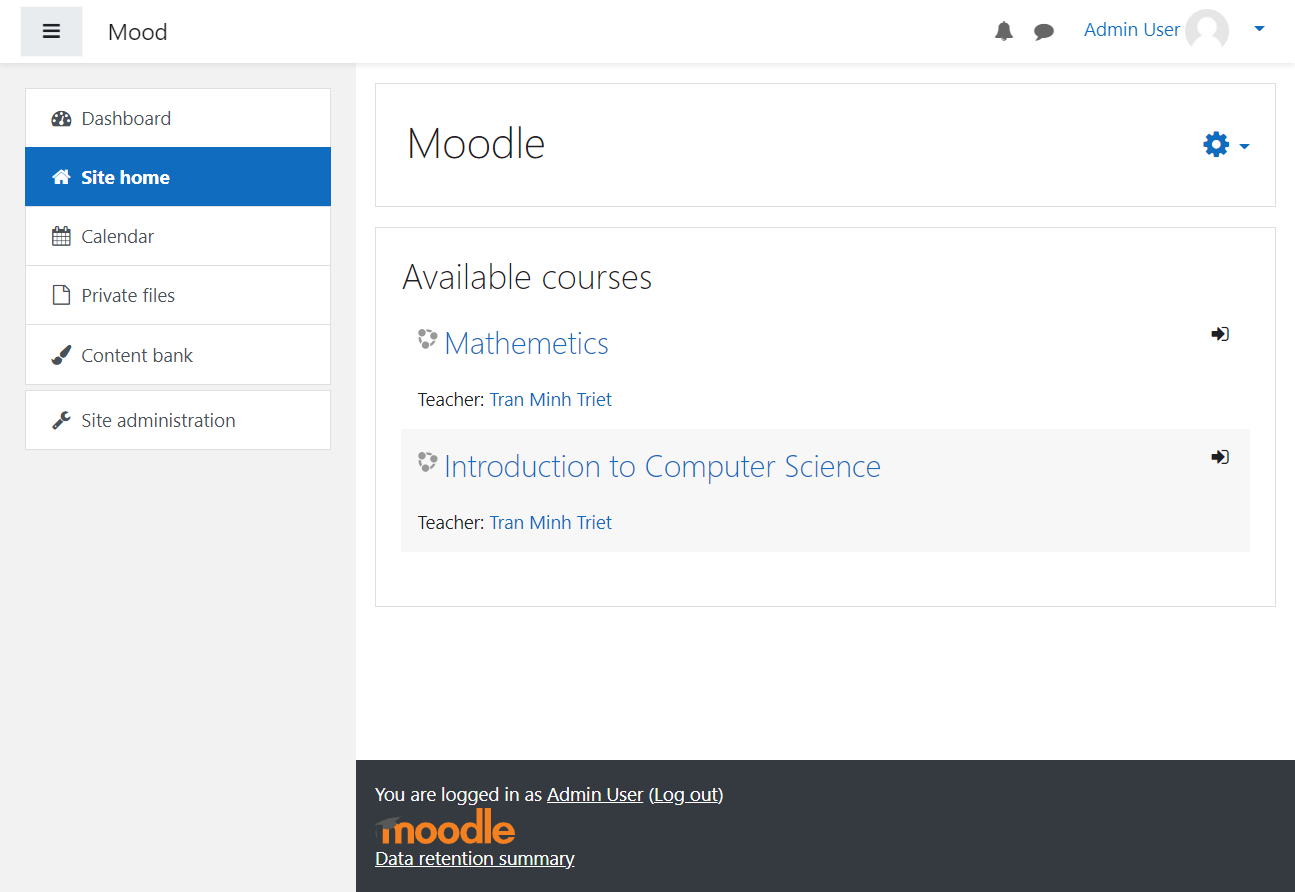 Mood
Admin User
Dashboard
Site home
Calendar
Private files
Content bank
Site administration
Moodle
Available courses
Mathemetics
Teacher: Tran Minh Triet
Introduction to Computer Science
Teacher: Tran Minh Triet
You are logged in as Admin User (Log out)
moodle
Data retention summary